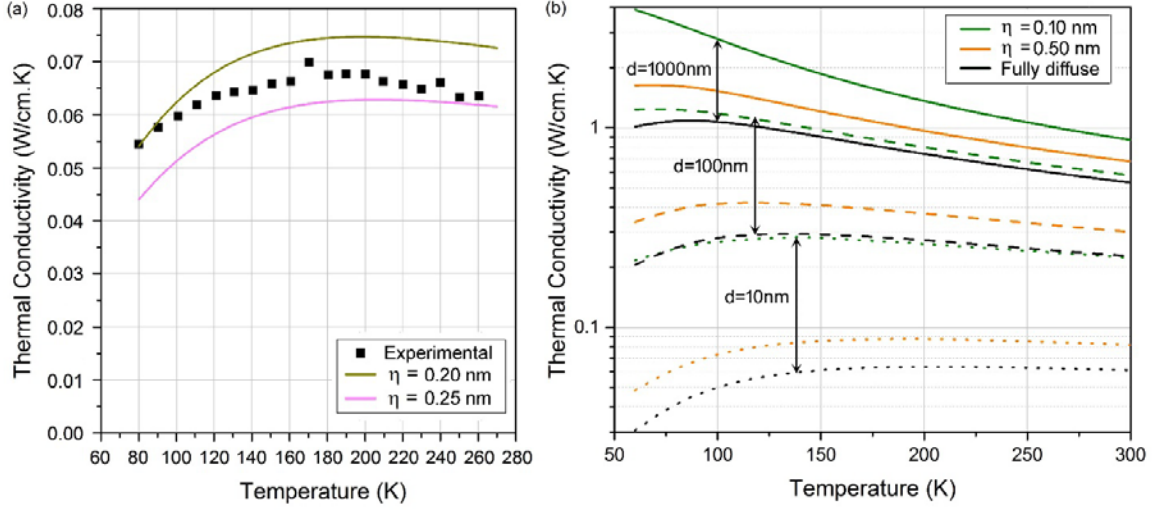 (a)
0.08
0.07
0.06
0.05
0.04
0.03
0.02
0.01
0.00
Thermal Conductivity (W/cm.K)
Experimental
η = 0.20 nm
η = 0.25 nm
60 80 100 120 140 160 180 200 220 240 260 280
Temperature (K)
(b)
η = 0.10 nm
η = 0.50 nm
Fully diffuse
d=1000nm
d=100nm
d=10nm
1
0.1
Thermal Conductivity (W/cm.K)
50 100 150 200 250 300
Temperature (K)